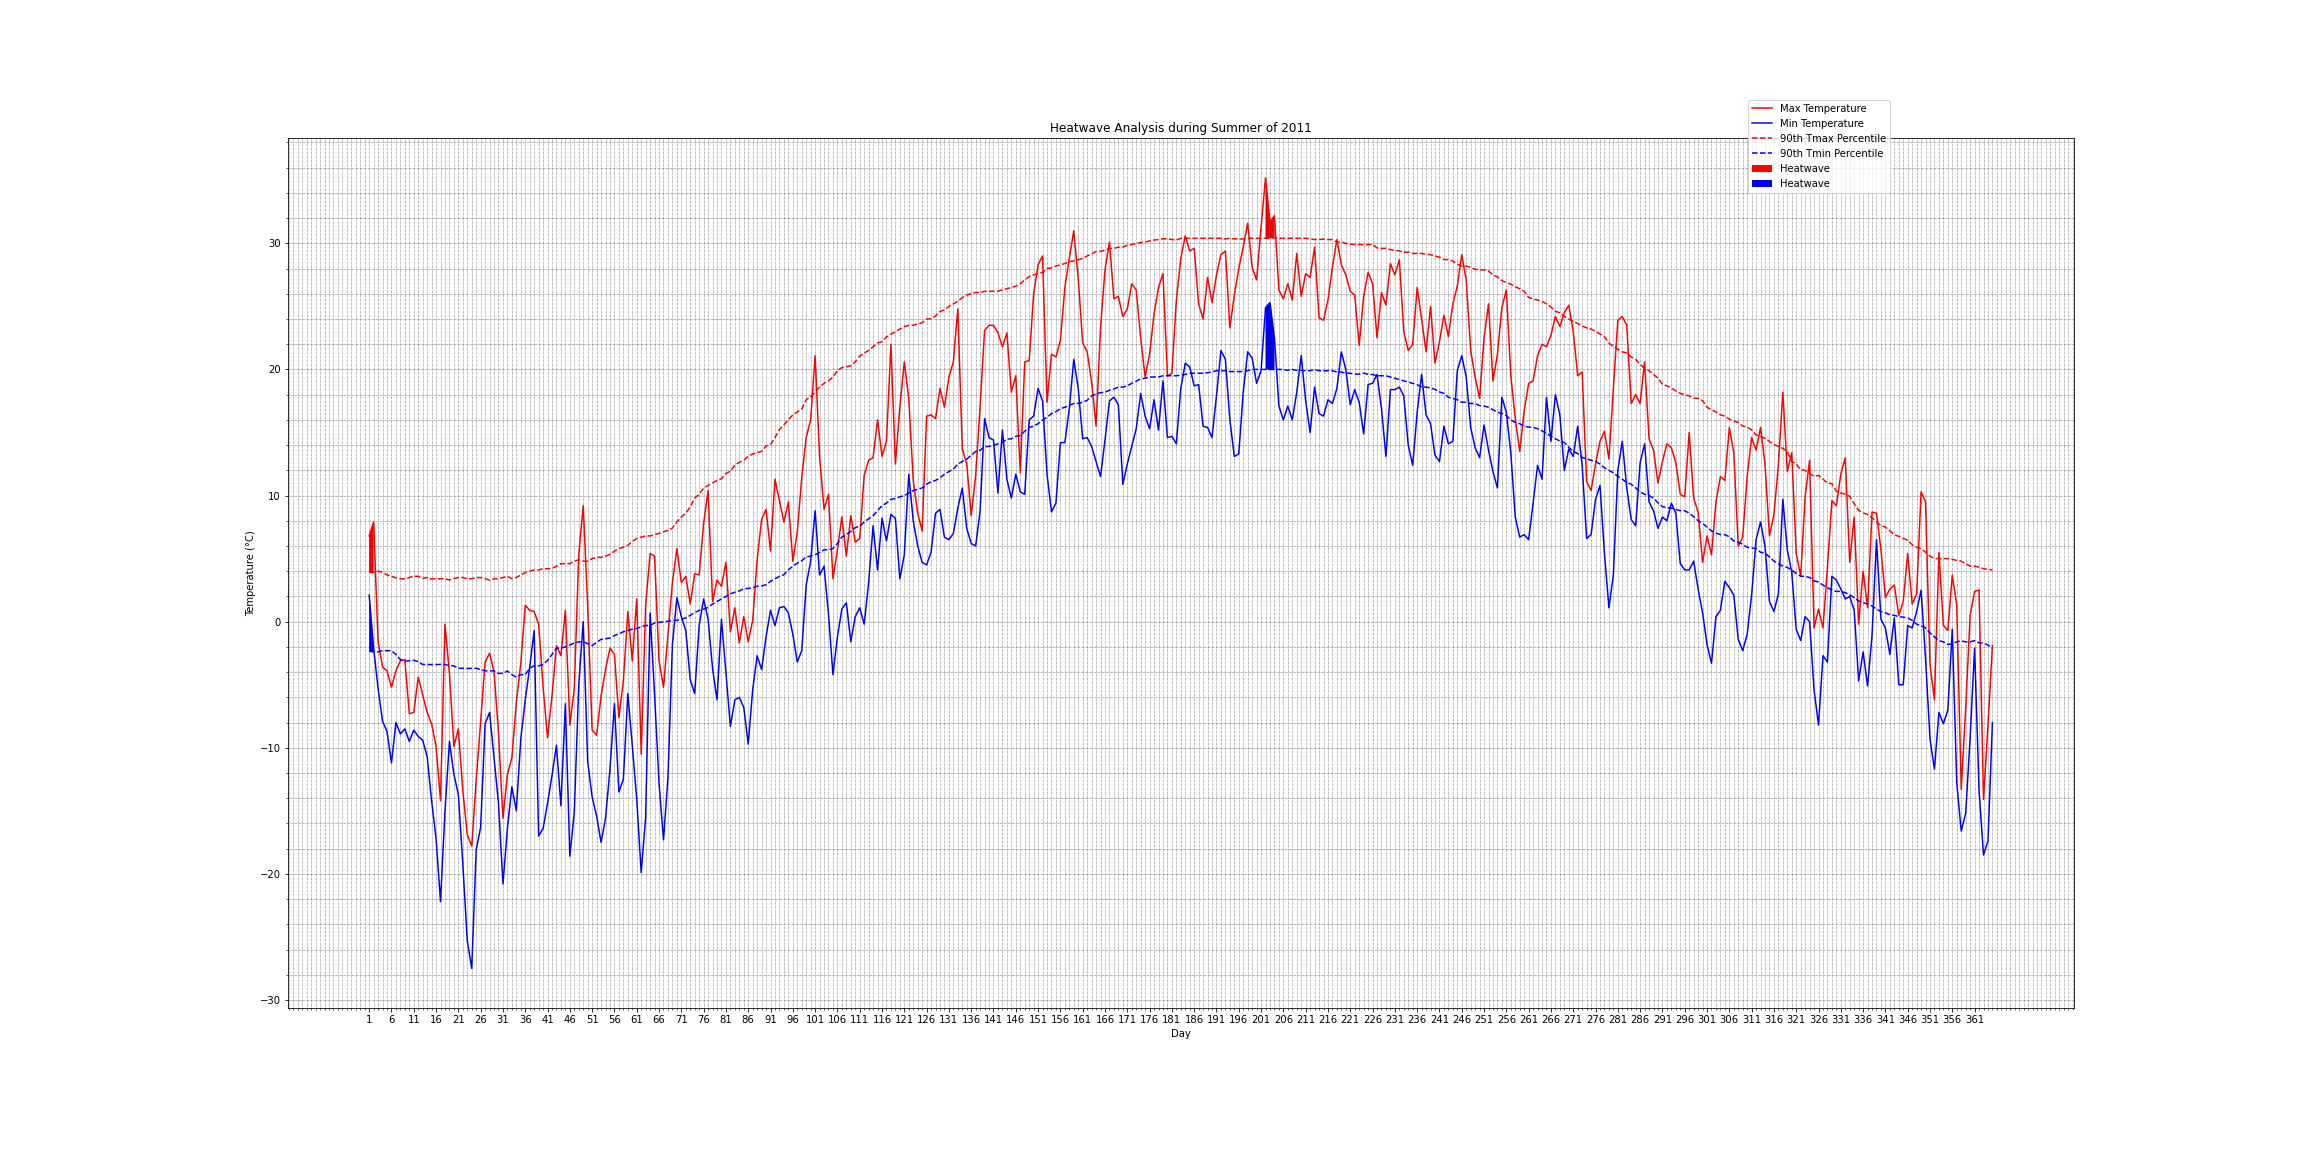 Heatwave Analysis during Summer of 2011
Max Temperature
Min Temperature
90th Tmax Percentile
90th Tmin Percentile
Heatwave
Heatwave
Temperature (°C)
30
20
10
0
−10
−20
−30
1 6 11 16 21 26 31 36 41 46 51 56 61 66 71 76 81 86 91 96 101 106 111 116 121 126 131 136 141 146 151 156 161 166 171 176 181 186 191 196 201 206 211 216 221 226 231 236 241 246 251 256 261 266 271 276 281 286 291 296 301 306 311 316 321 326 331 336 341 346 351 356 361
Day